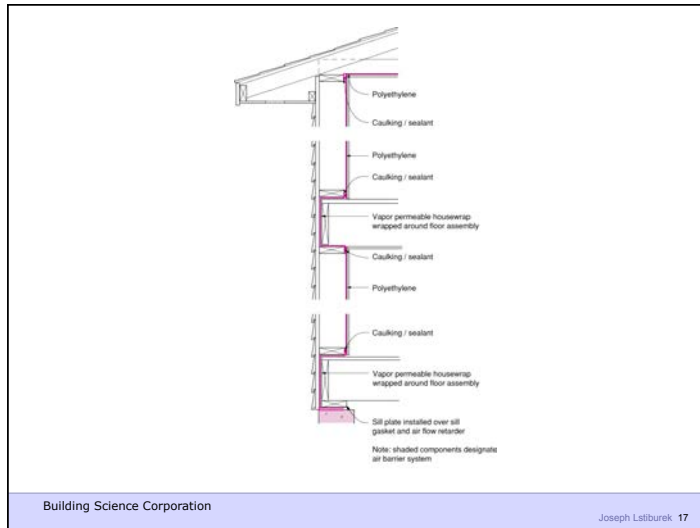 Polyethylene
Caulking / sealant
Polyethylene
Caulking / sealant
Vapor permeable housewrap
wrapped around floor assembly
Caulking / sealant
Polyethylene
Caulking / sealant
Vapor permeable housewrap
wrapped around floor assembly
Sill plate installed over sill
gasket and air flow retarder
Note: shaded components designate
air barrier system
Building Science Corporation
Joseph Lstiburek 17